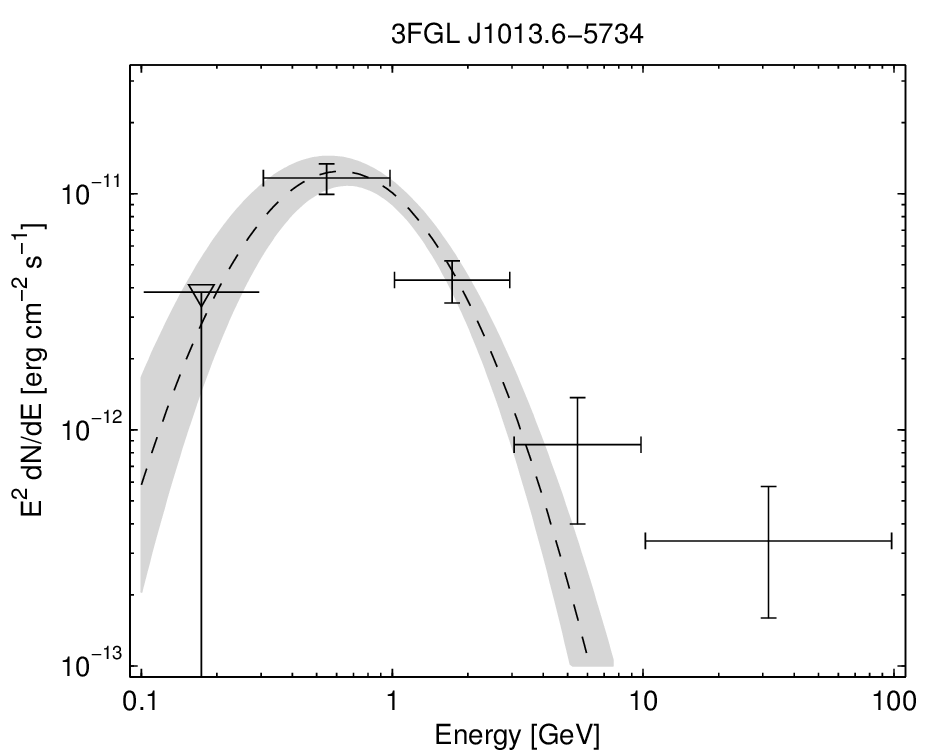 3FGL J1013.6−5734
E² dN/dE [erg cm⁻² s⁻¹]
10⁻¹¹
10⁻¹²
10⁻¹³
0.1 1 10 100
Energy [GeV]